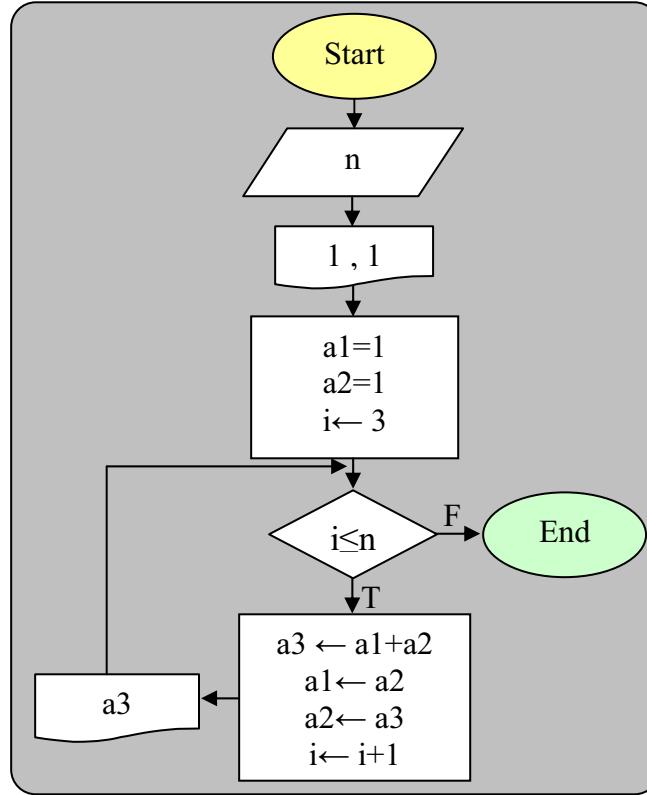 Start
n
1 , 1
a1=1
a2=1
i← 3
i≤n
F
End
T
a3 ← a1+a2
a1← a2
a2← a3
i← i+1
a3